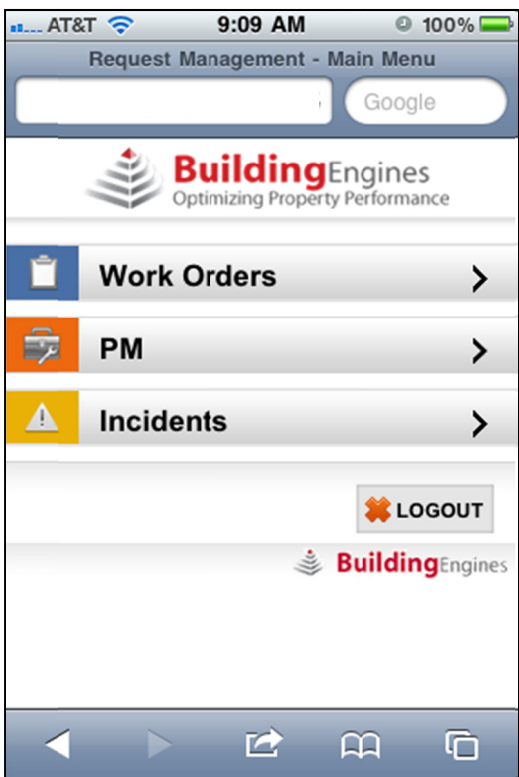 AT&T 9:09 AM 100%
Request Management - Main Menu
Google
BuildingEngines
Optimizing Property Performance
Work Orders
PM
Incidents
LOGOUT
BuildingEngines